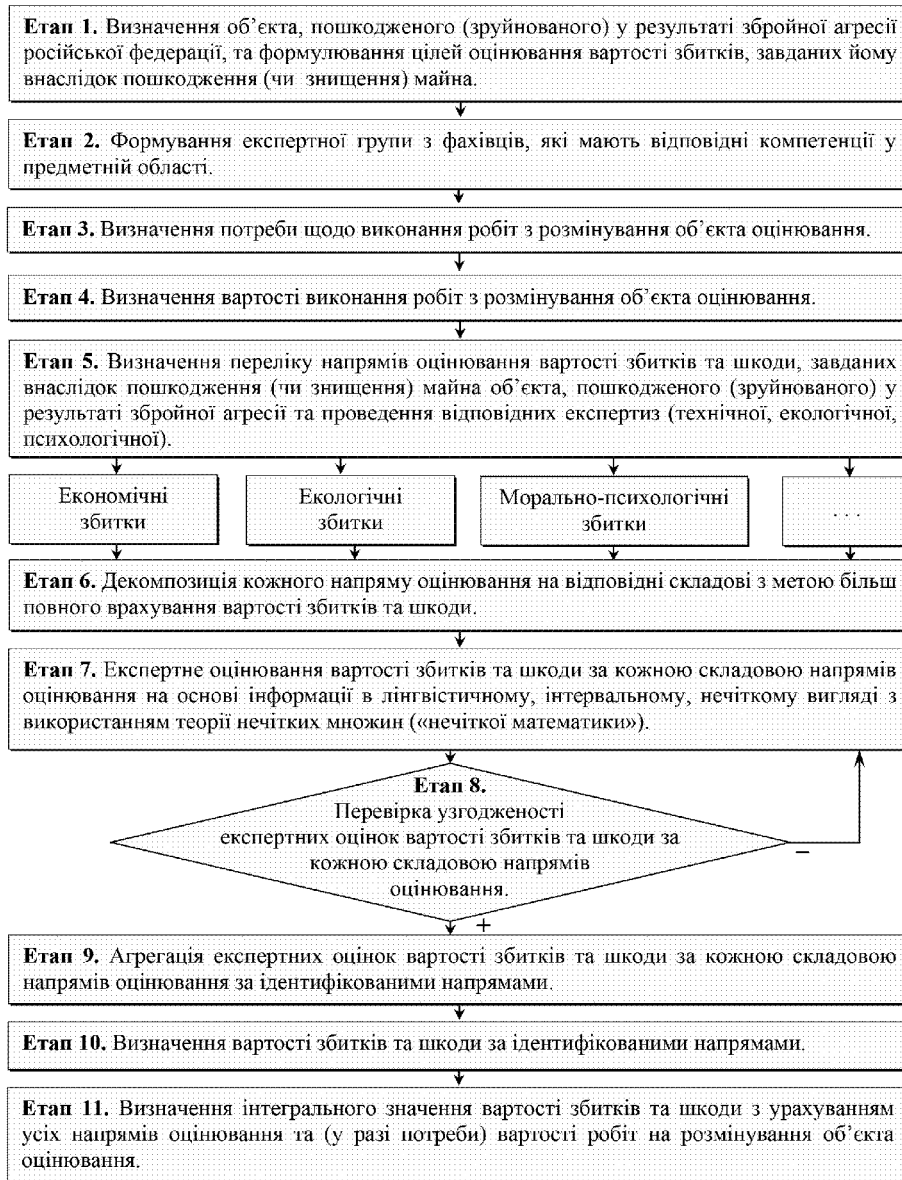 Етап 1. Визначення об’єкта, пошкодженого (зруйнованого) у результаті збройної агресії
російської федерації, та формулювання цілей оцінювання вартості збитків, завданих йому
внаслідок пошкодження (чи знищення) майна.
Етап 2. Формування експертної групи з фахівців, які мають відповідні компетенції у
предметній області.
Етап 3. Визначення потреби щодо виконання робіт з розмінування об’єкта оцінювання.
Етап 4. Визначення вартості виконання робіт з розмінування об’єкта оцінювання.
Етап 5. Визначення переліку напрямів оцінювання вартості збитків та шкоди, завданих
внаслідок пошкодження (чи знищення) майна об’єкта, пошкодженого (зруйнованого) у
результаті збройної агресії та проведення відповідних експертиз (технічної, екологічної,
психологічної).
Економічні
збитки
Екологічні
збитки
Морально-психологічні
збитки
. . .
Етап 6. Декомпозиція кожного напряму оцінювання на відповідні складові з метою більш
повного врахування вартості збитків та шкоди.
Етап 7. Експертне оцінювання вартості збитків та шкоди за кожною складовою напрямів
оцінювання на основі інформації в лінгвістичному, інтервальному, нечіткому вигляді з
використанням теорії нечітких множин («нечіткої математики»).
Етап 8.
Перевірка узгодженості
експертних оцінок вартості збитків та шкоди за
кожною складовою напрямів
оцінювання.
–
+
Етап 9. Агрегація експертних оцінок вартості збитків та шкоди за кожною складовою
напрямів оцінювання за ідентифікованими напрямами.
Етап 10. Визначення вартості збитків та шкоди за ідентифікованими напрямами.
Етап 11. Визначення інтегрального значення вартості збитків та шкоди з урахуванням
усіх напрямів оцінювання та (у разі потреби) вартості робіт на розмінування об’єкта
оцінювання.